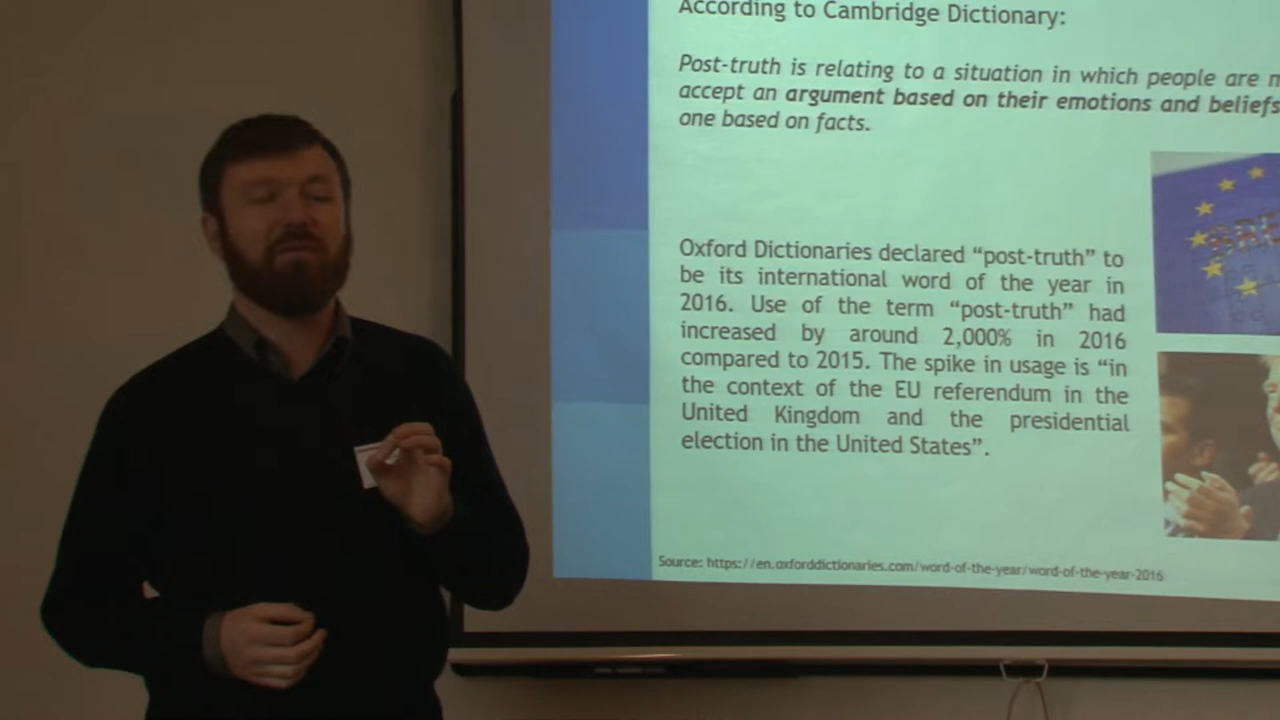 According to Cambridge Dictionary:
Post-truth is relating to a situation in which people are
accept an argument based on their emotions and beliefs
one based on facts.
Oxford Dictionaries declared “post-truth” to
be its international word of the year in
2016. Use of the term “post-truth” had
increased by around 2,000% in 2016
compared to 2015. The spike in usage is “in
the context of the EU referendum in the
United Kingdom and the presidential
election in the United States”.
Source: https://en.oxforddictionaries.com/word-of-the-year/word-of-the-year-2016